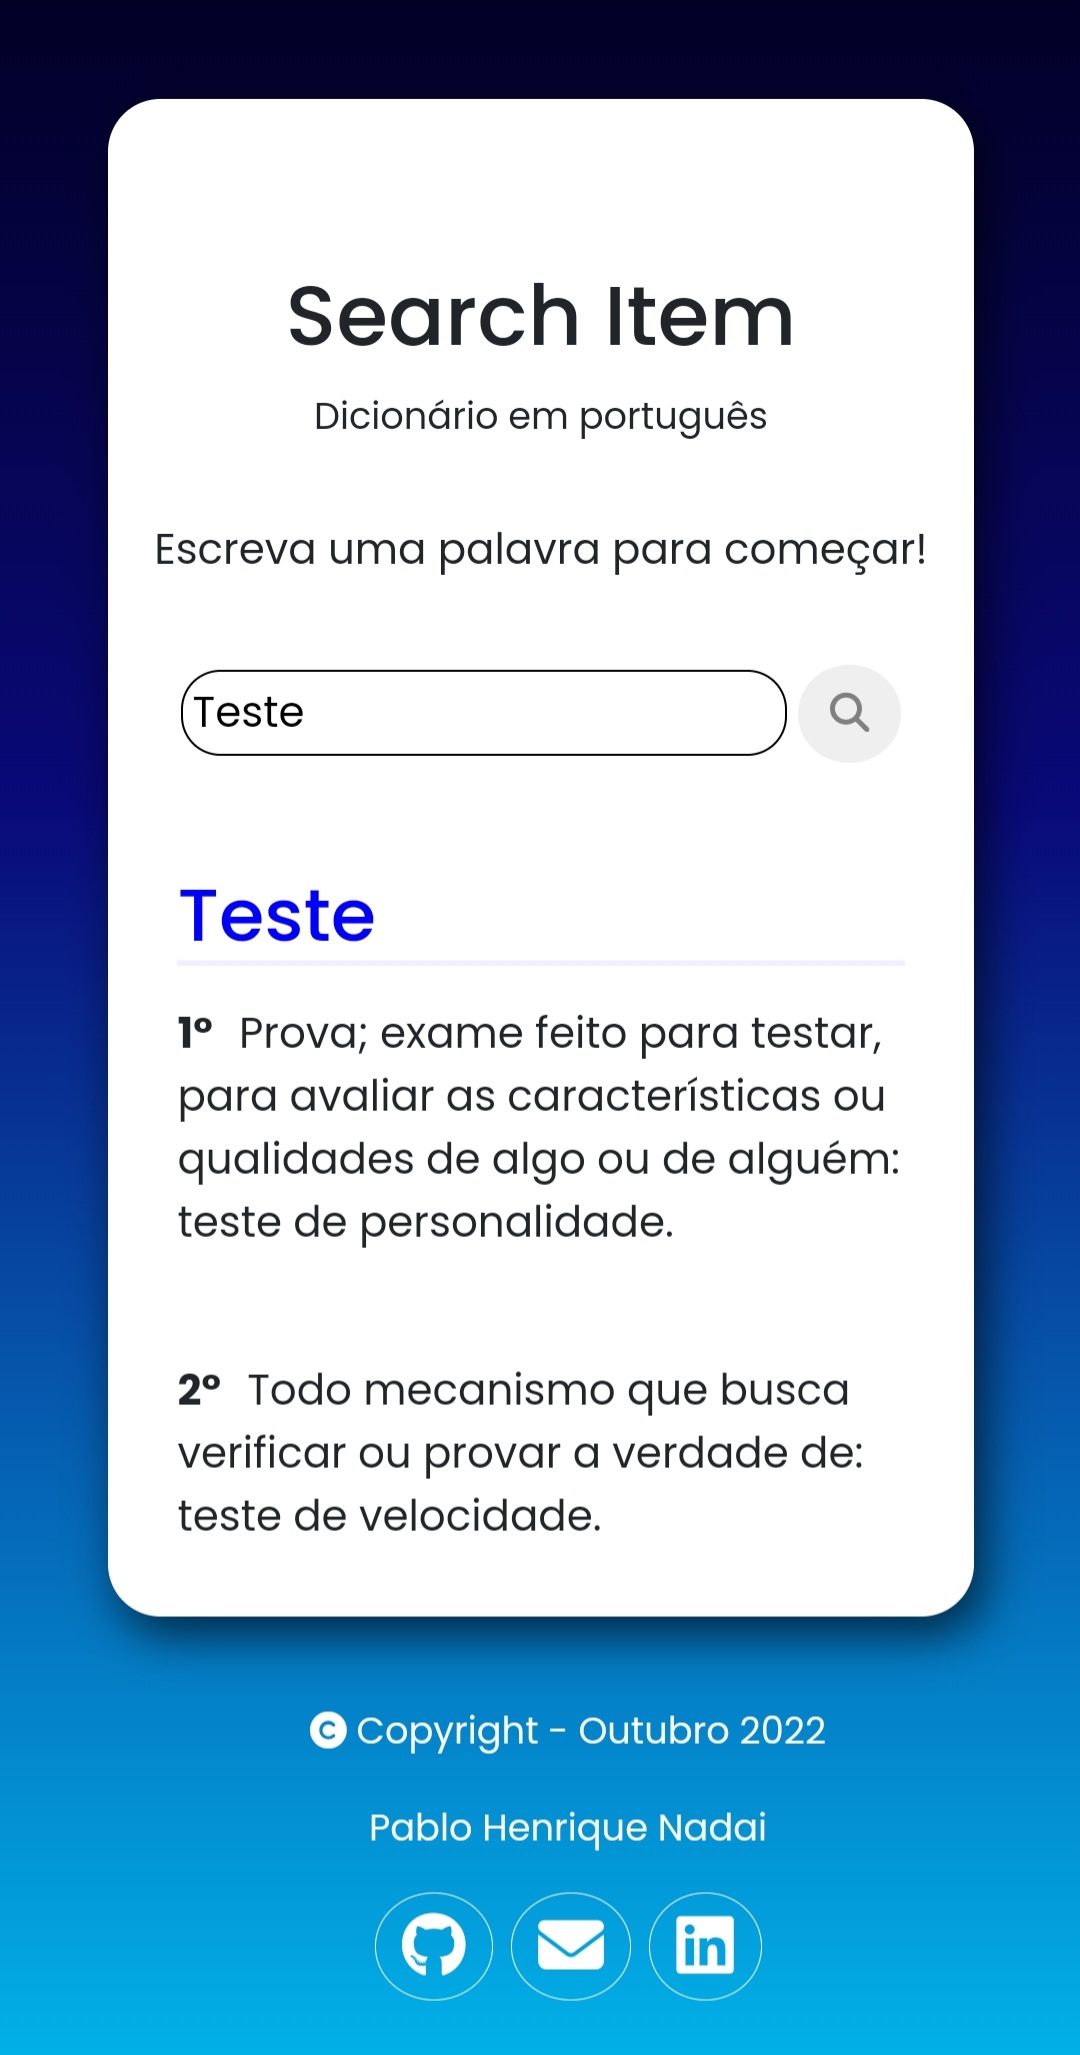 Search Item
Dicionário em português
Escreva uma palavra para começar!
Teste
Teste
1º Prova; exame feito para testar,
para avaliar as características ou
qualidades de algo ou de alguém:
teste de personalidade.
2º Todo mecanismo que busca
verificar ou provar a verdade de:
teste de velocidade.
© Copyright - Outubro 2022
Pablo Henrique Nadai
in